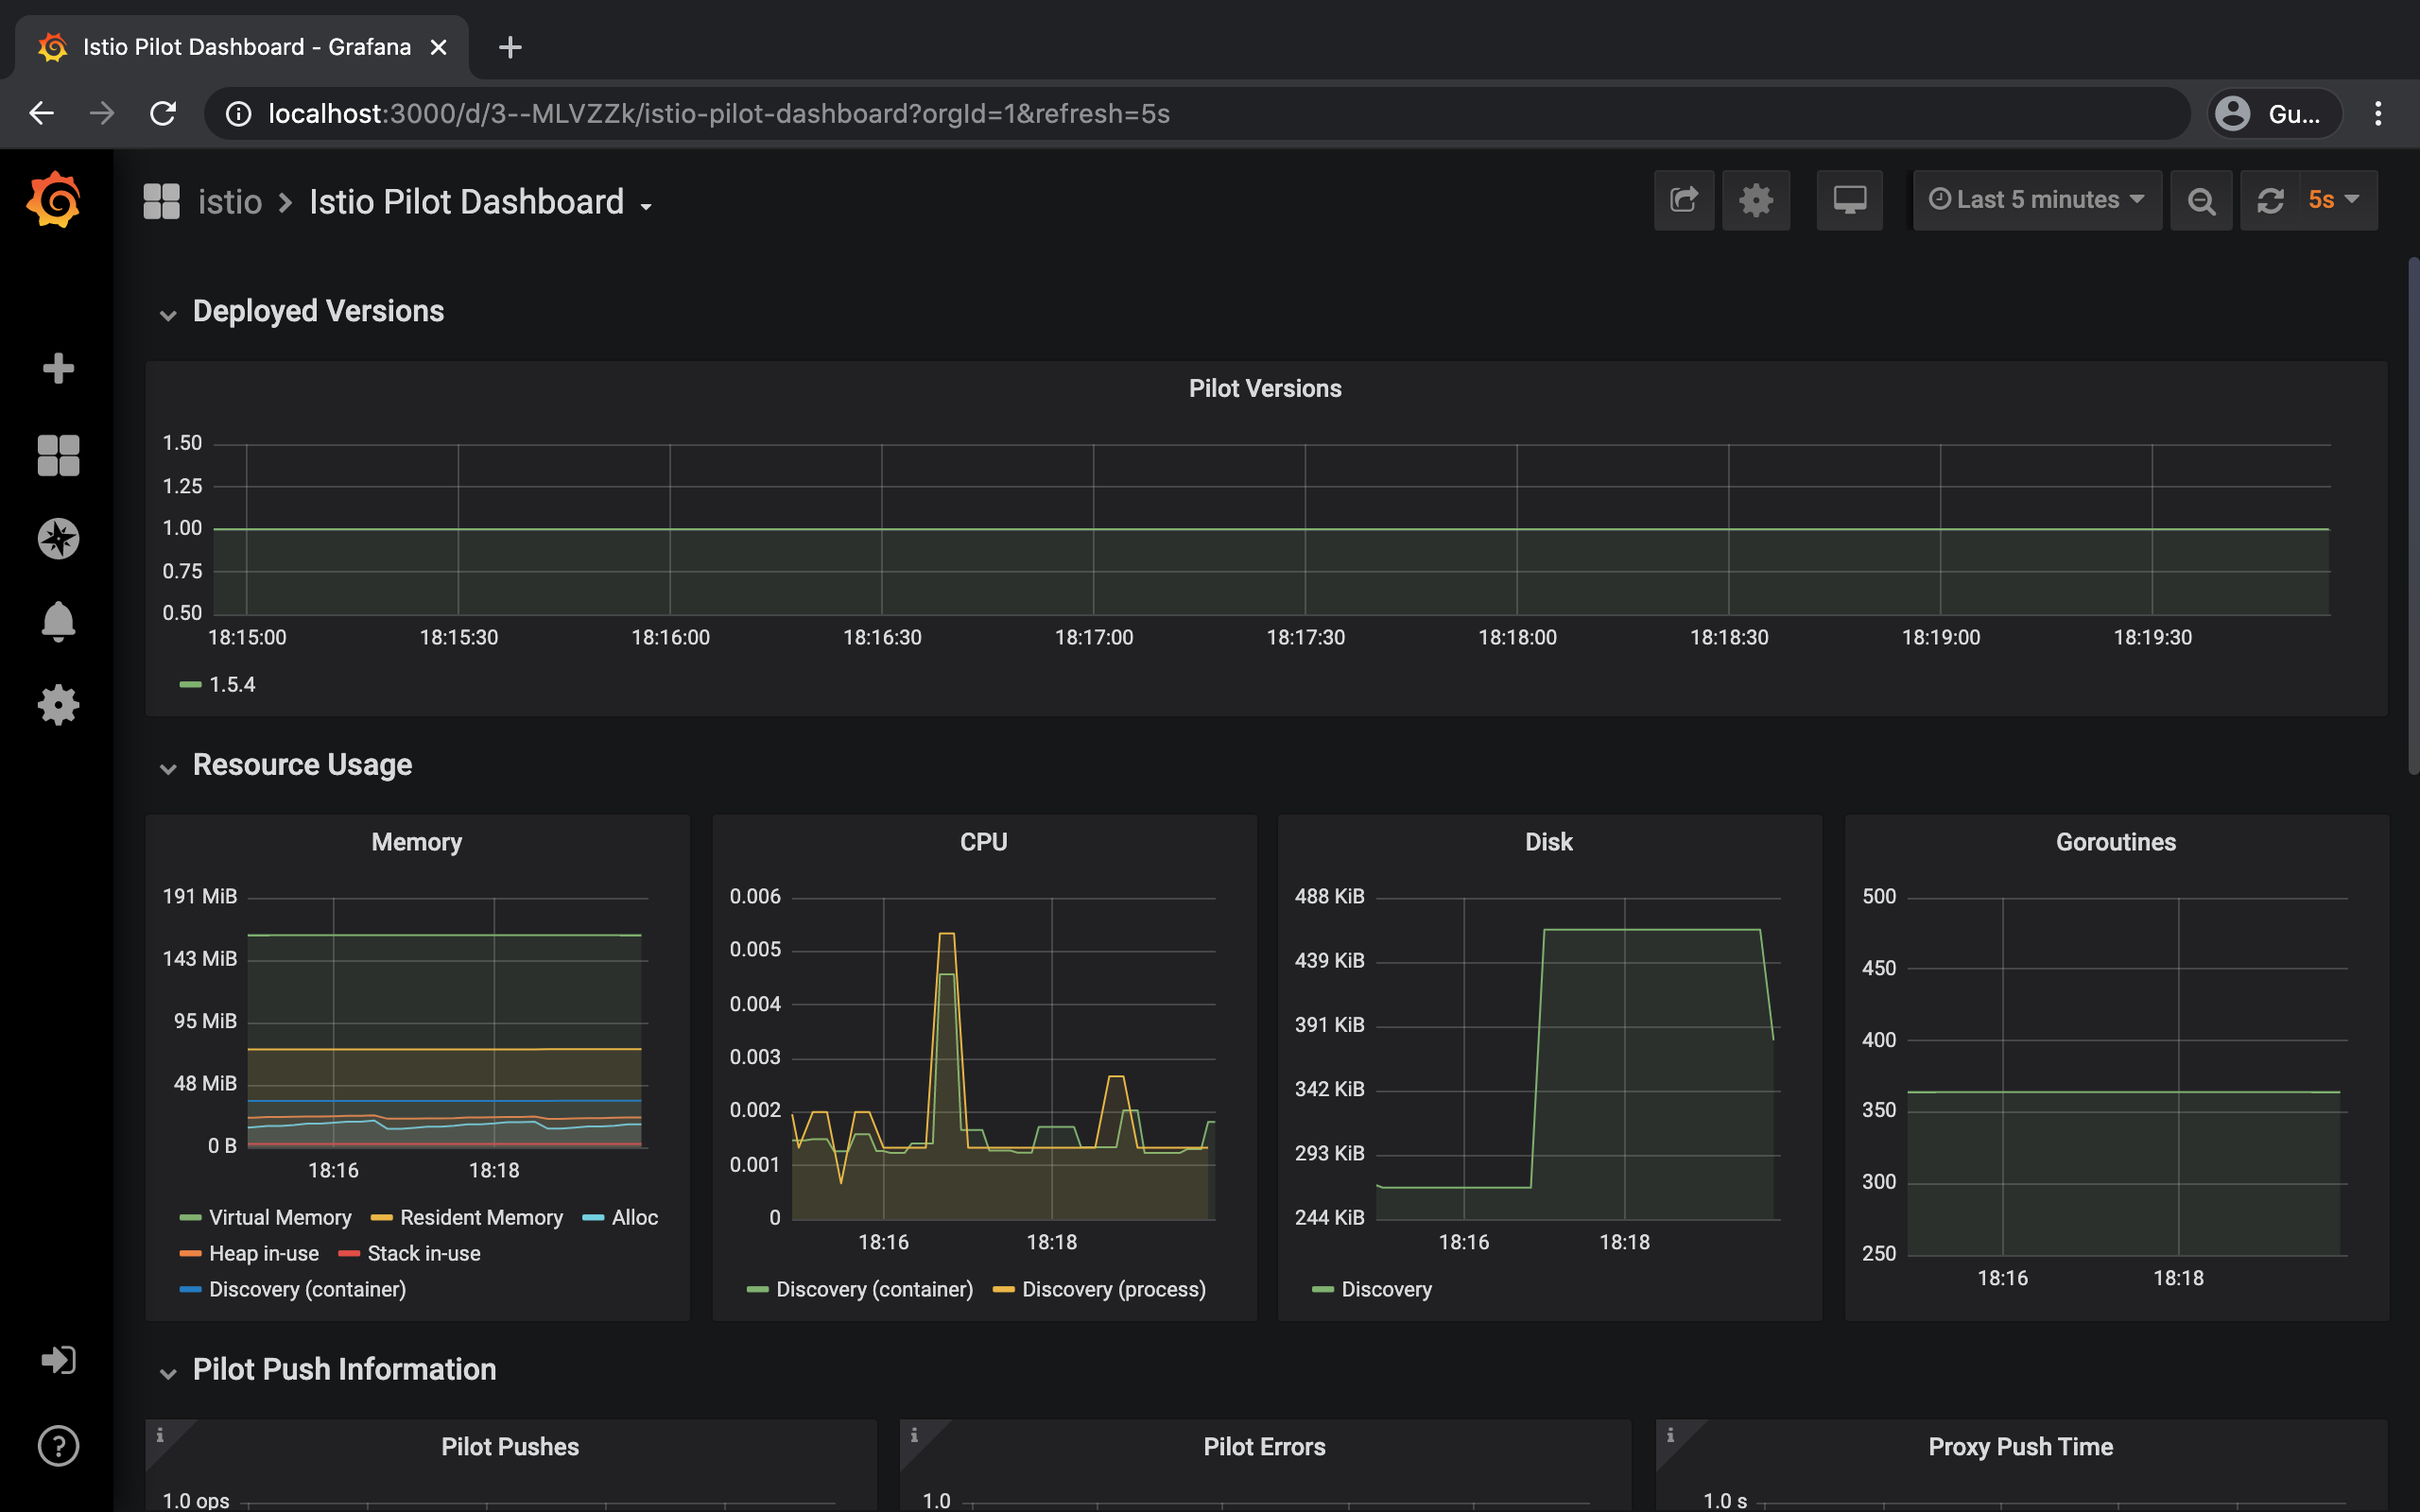 Istio Pilot Dashboard - Grafana
localhost:3000/d/3--MLVZZk/istio-pilot-dashboard?orgId=1&refresh=5s
Gu...
istio > Istio Pilot Dashboard
Last 5 minutes
5s
Deployed Versions
Pilot Versions
1.50
1.25
1.00
0.75
0.50
18:15:00 18:15:30 18:16:00 18:16:30 18:17:00 18:17:30 18:18:00 18:18:30 18:19:00 18:19:30
1.5.4
Resource Usage
Memory
191 MiB
143 MiB
95 MiB
48 MiB
0 B
18:16 18:18
Virtual Memory Resident Memory Alloc
Heap in-use Stack in-use
Discovery (container)
CPU
0.006
0.005
0.004
0.003
0.002
0.001
0
18:16 18:18
Discovery (container) Discovery (process)
Disk
488 KiB
439 KiB
391 KiB
342 KiB
293 KiB
244 KiB
18:16 18:18
Discovery
Goroutines
500
450
400
350
300
250
18:16 18:18
Pilot Push Information
Pilot Pushes
1.0 ops
Pilot Errors
1.0
Proxy Push Time
1.0 s